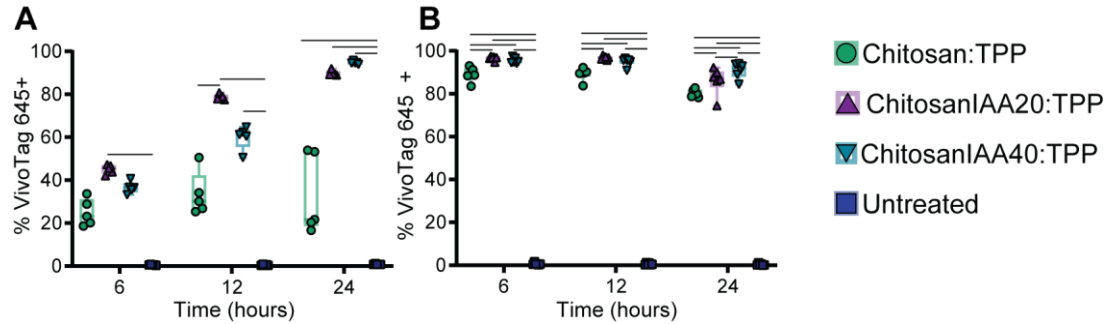 A
% VivoTag 645+
100
80
60
40
20
0
6
12
24
Time (hours)
B
% VivoTag 645 +
100
80
60
40
20
0
6
12
24
Time (hours)
Chitosan:TPP
ChitosanIAA20:TPP
ChitosanIAA40:TPP
Untreated